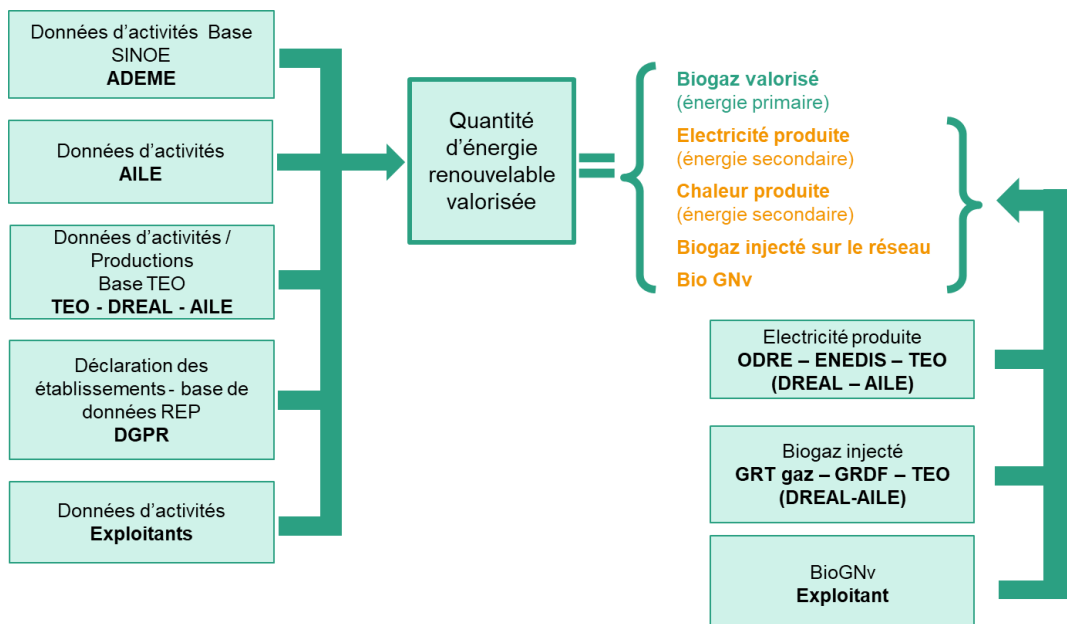 Données d'activités  Base
SINOE
ADEME
Données d'activités
AILE
Données d'activités /
Productions
Base TEO
TEO - DREAL - AILE
Déclaration des
établissements - base de
données REP
DGPR
Données d'activités
Exploitants
Quantité
d'énergie
renouvelable
valorisée
Biogaz valorisé
(énergie primaire)
Electricité produite
(énergie secondaire)
Chaleur produite
(énergie secondaire)
Biogaz injecté sur le réseau
Bio GNv
Electricité produite
ODRE – ENEDIS – TEO
(DREAL – AILE)
Biogaz injecté
GRT gaz – GRDF – TEO
(DREAL-AILE)
BioGNv
Exploitant